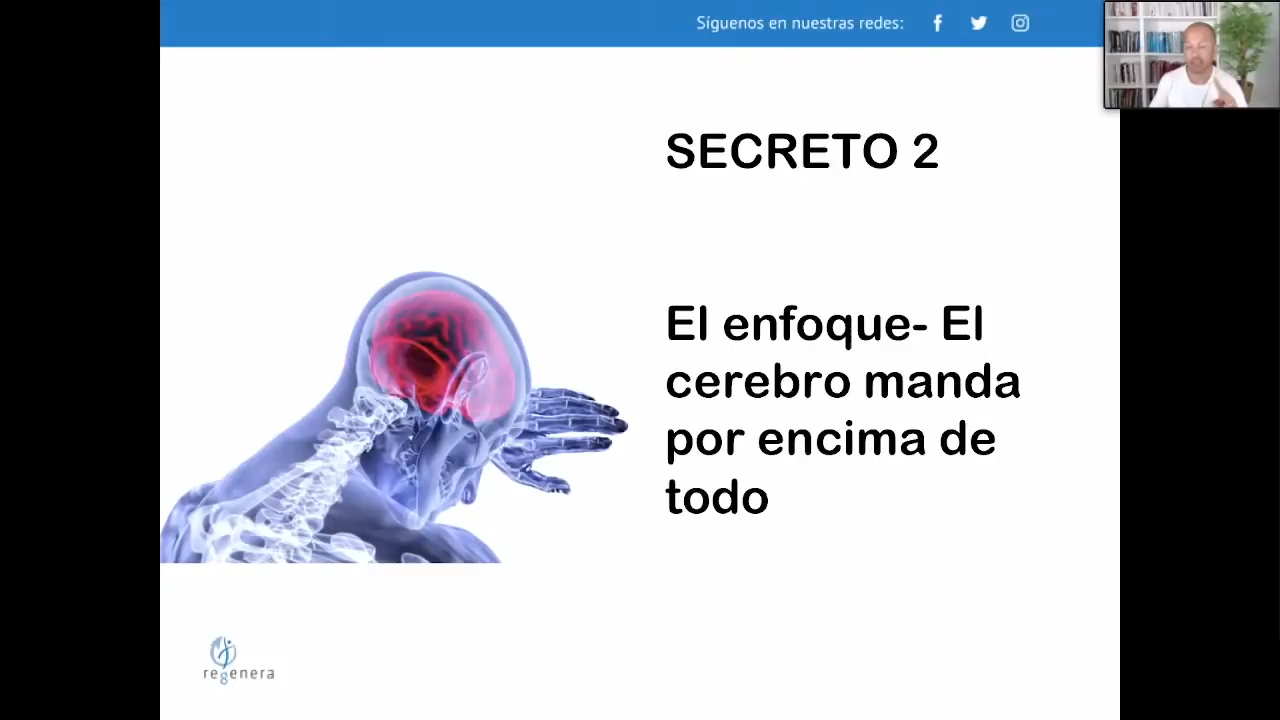 Síguenos en nuestras redes:
SECRETO 2
El enfoque- El
cerebro manda
por encima de
todo
regenera